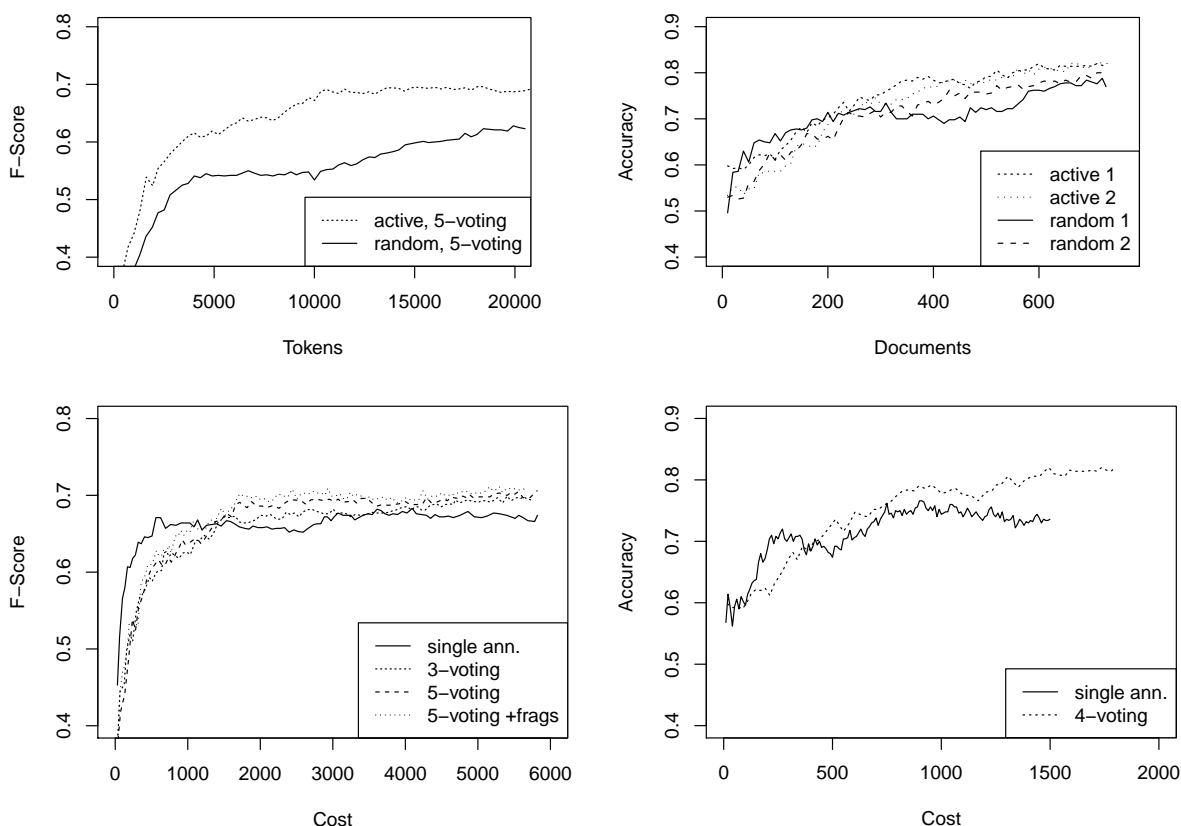 F−Score
0.4 0.5 0.6 0.7 0.8
active, 5−voting
random, 5−voting
0 5000 10000 15000 20000
Tokens
Accuracy
0.4 0.5 0.6 0.7 0.8 0.9
active 1
active 2
random 1
random 2
0 200 400 600
Documents
F−Score
0.4 0.5 0.6 0.7 0.8
single ann.
3−voting
5−voting
5−voting +frags
0 1000 2000 3000 4000 5000 6000
Cost
Accuracy
0.4 0.5 0.6 0.7 0.8 0.9
single ann.
4−voting
0 500 1000 1500 2000
Cost